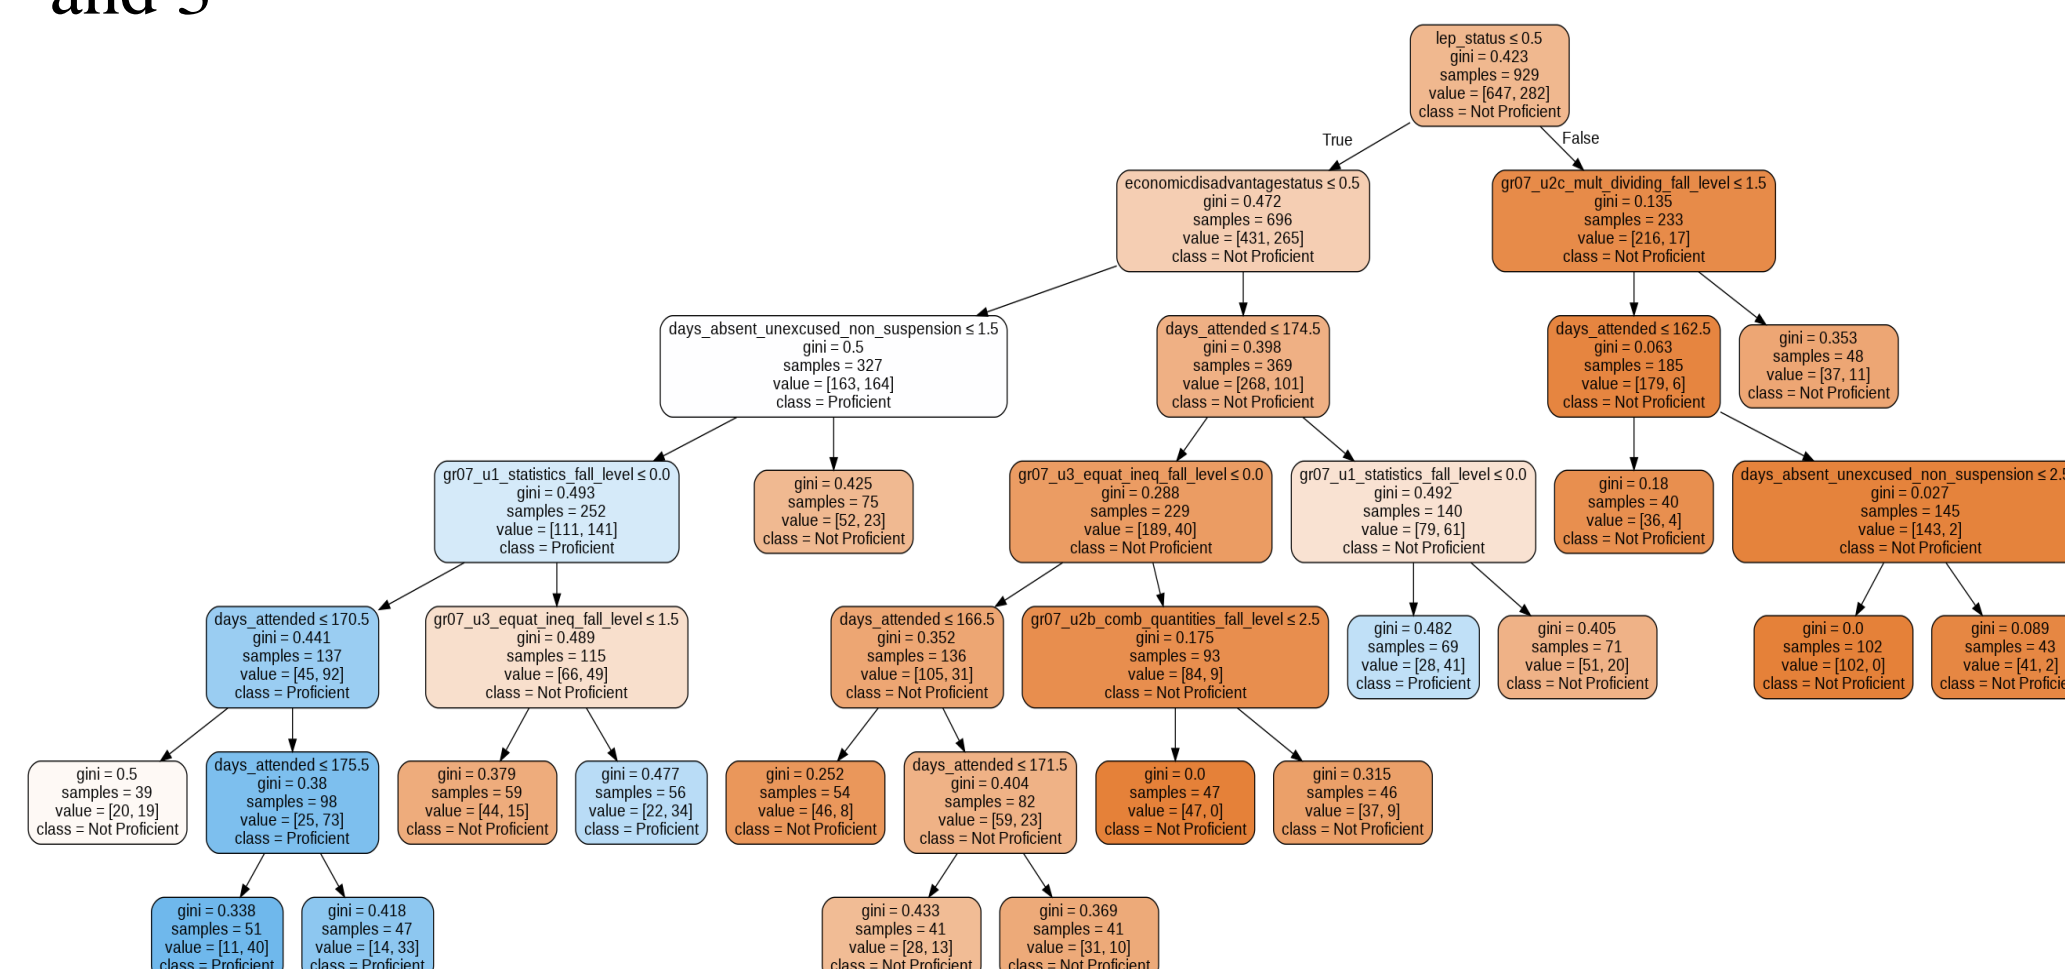 and 3
lep_status ≤ 0.5
gini = 0.423
samples = 929
value = [647, 282]
class = Not Proficient
True
False
economicdisadvantagestatus ≤ 0.5
gini = 0.472
samples = 696
value = [431, 265]
class = Not Proficient
gr07_u2c_mult_dividing_fall_level ≤ 1.5
gini = 0.135
samples = 233
value = [216, 17]
class = Not Proficient
days_absent_unexcused_non_suspension ≤ 1.5
gini = 0.5
samples = 327
value = [163, 164]
class = Proficient
days_attended ≤ 174.5
gini = 0.398
samples = 369
value = [268, 101]
class = Not Proficient
days_attended ≤ 162.5
gini = 0.063
samples = 185
value = [179, 6]
class = Not Proficient
gini = 0.353
samples = 48
value = [37, 11]
class = Not Proficient
gr07_u1_statistics_fall_level ≤ 0.0
gini = 0.493
samples = 252
value = [111, 141]
class = Proficient
gini = 0.425
samples = 75
value = [52, 23]
class = Not Proficient
gr07_u3_equat_ineq_fall_level ≤ 0.0
gini = 0.288
samples = 229
value = [189, 40]
class = Not Proficient
gr07_u1_statistics_fall_level ≤ 0.0
gini = 0.492
samples = 140
value = [79, 61]
class = Not Proficient
gini = 0.18
samples = 40
value = [36, 4]
class = Not Proficient
days_absent_unexcused_non_suspension ≤ 2.5
gini = 0.027
samples = 145
value = [143, 2]
class = Not Proficient
days_attended ≤ 170.5
gini = 0.441
samples = 137
value = [45, 92]
class = Proficient
gr07_u3_equat_ineq_fall_level ≤ 1.5
gini = 0.489
samples = 115
value = [66, 49]
class = Not Proficient
days_attended ≤ 166.5
gini = 0.352
samples = 136
value = [105, 31]
class = Not Proficient
gr07_u2b_comb_quantities_fall_level ≤ 2.5
gini = 0.175
samples = 93
value = [84, 9]
class = Not Proficient
gini = 0.482
samples = 69
value = [28, 41]
class = Proficient
gini = 0.405
samples = 71
value = [51, 20]
class = Not Proficient
gini = 0.0
samples = 102
value = [102, 0]
class = Not Proficient
gini = 0.089
samples = 43
value = [41, 2]
class = Not Proficie
gini = 0.5
samples = 39
value = [20, 19]
class = Not Proficient
days_attended ≤ 175.5
gini = 0.38
samples = 98
value = [25, 73]
class = Proficient
gini = 0.379
samples = 59
value = [44, 15]
class = Not Proficient
gini = 0.477
samples = 56
value = [22, 34]
class = Proficient
gini = 0.252
samples = 54
value = [46, 8]
class = Not Proficient
days_attended ≤ 171.5
gini = 0.404
samples = 82
value = [59, 23]
class = Not Proficient
gini = 0.0
samples = 47
value = [47, 0]
class = Not Proficient
gini = 0.315
samples = 46
value = [37, 9]
class = Not Proficient
gini = 0.338
samples = 51
value = [11, 40]
class = Proficient
gini = 0.418
samples = 47
value = [14, 33]
class = Proficient
gini = 0.433
samples = 41
value = [28, 13]
class = Not Proficient
gini = 0.369
samples = 41
value = [31, 10]
class = Not Proficient